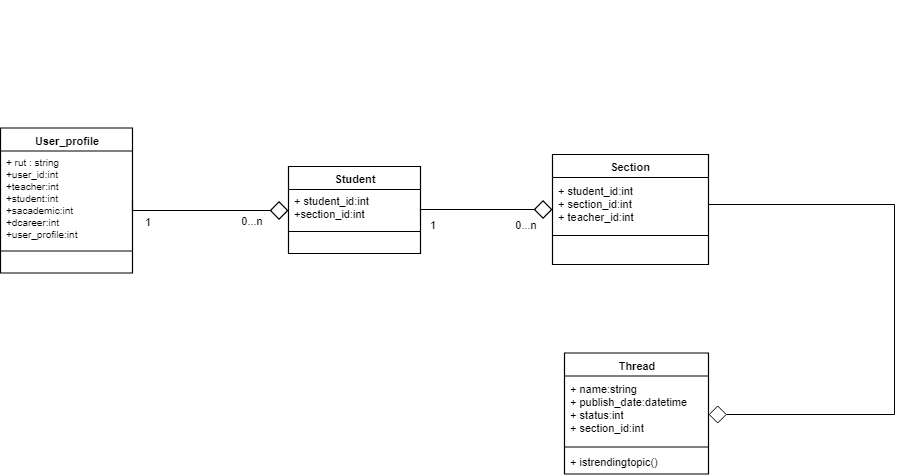 User_profile
+ rut : string
+user_id:int
+teacher:int
+student:int
+sacademic:int
+dcareer:int
+user_profile:int
1
0...n
Student
+ student_id:int
+section_id:int
1
0...n
Section
+ student_id:int
+ section_id:int
+ teacher_id:int
Thread
+ name:string
+ publish_date:datetime
+ status:int
+ section_id:int
+ istrendingtopic()